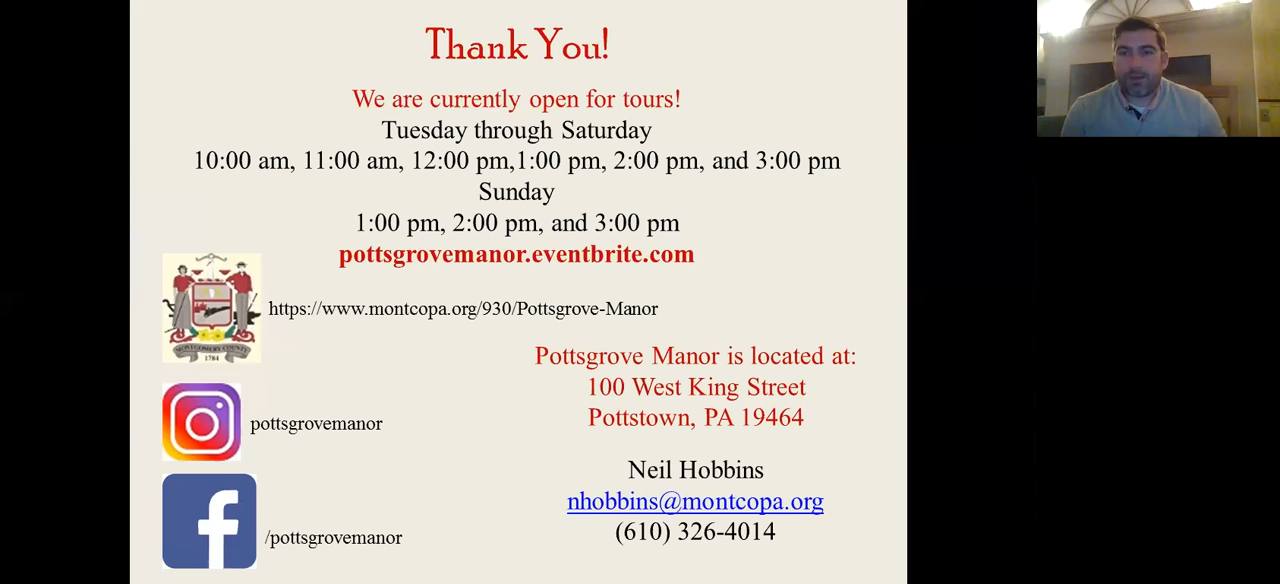 Thank You!
We are currently open for tours!
Tuesday through Saturday
10:00 am, 11:00 am, 12:00 pm,1:00 pm, 2:00 pm, and 3:00 pm
Sunday
1:00 pm, 2:00 pm, and 3:00 pm
pottsgrovemanor.eventbrite.com
MONTGOMERY COUNTY
1784
https://www.montcopa.org/930/Pottsgrove-Manor
Pottsgrove Manor is located at:
100 West King Street
Pottstown, PA 19464
pottsgrovemanor
Neil Hobbins
nhobbins@montcopa.org
(610) 326-4014
/pottsgrovemanor